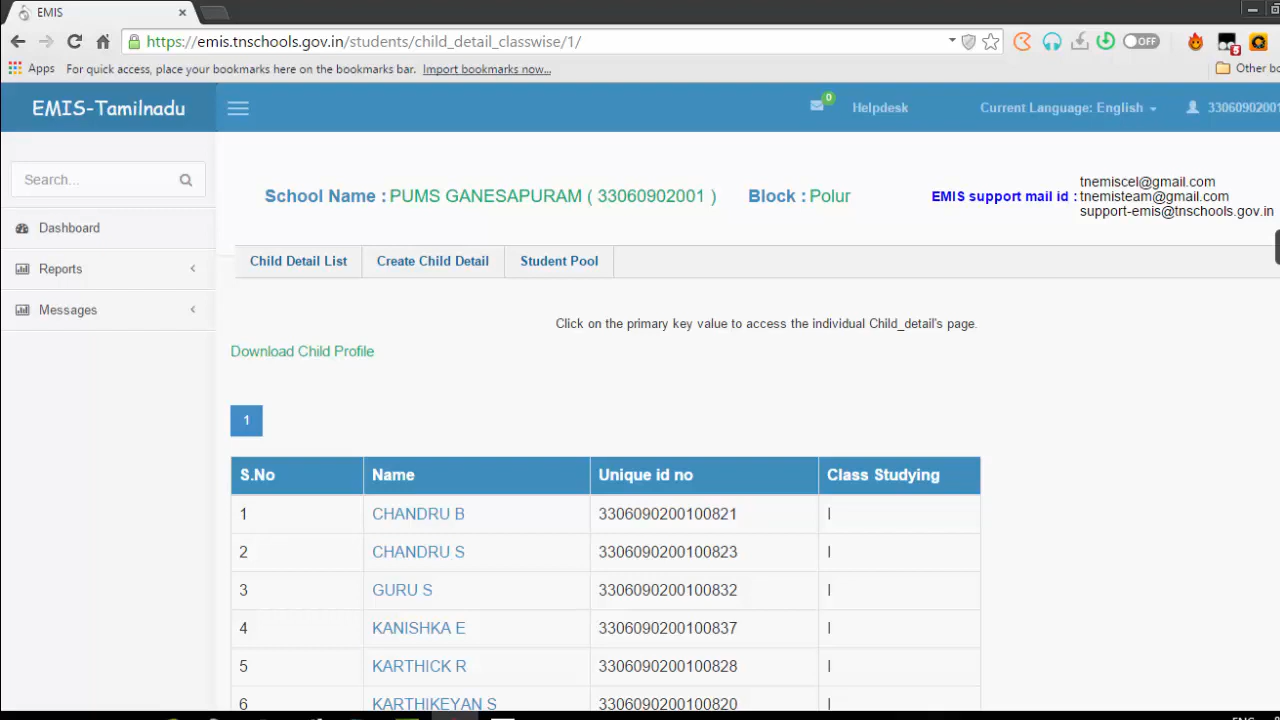 EMIS
https://emis.tnschools.gov.in/students/child_detail_classwise/1/
OFF
3
Apps For quick access, place your bookmarks here on the bookmarks bar. Import bookmarks now...
Other bo
EMIS-Tamilnadu
0
Helpdesk
Current Language: English
33060902001
Search...
Dashboard
Reports
Messages
School Name : PUMS GANESAPURAM ( 33060902001 ) Block : Polur
EMIS support mail id :
tnemiscel@gmail.com
tnemisteam@gmail.com
support-emis@tnschools.gov.in
Child Detail List Create Child Detail Student Pool
Click on the primary key value to access the individual Child_detail's page.
Download Child Profile
1
S.No Name Unique id no Class Studying
1 CHANDRU B 3306090200100821 I
2 CHANDRU S 3306090200100823 I
3 GURU S 3306090200100832 I
4 KANISHKA E 3306090200100837 I
5 KARTHICK R 3306090200100828 I
6 KARTHIKEYAN S 3306090200100820 I